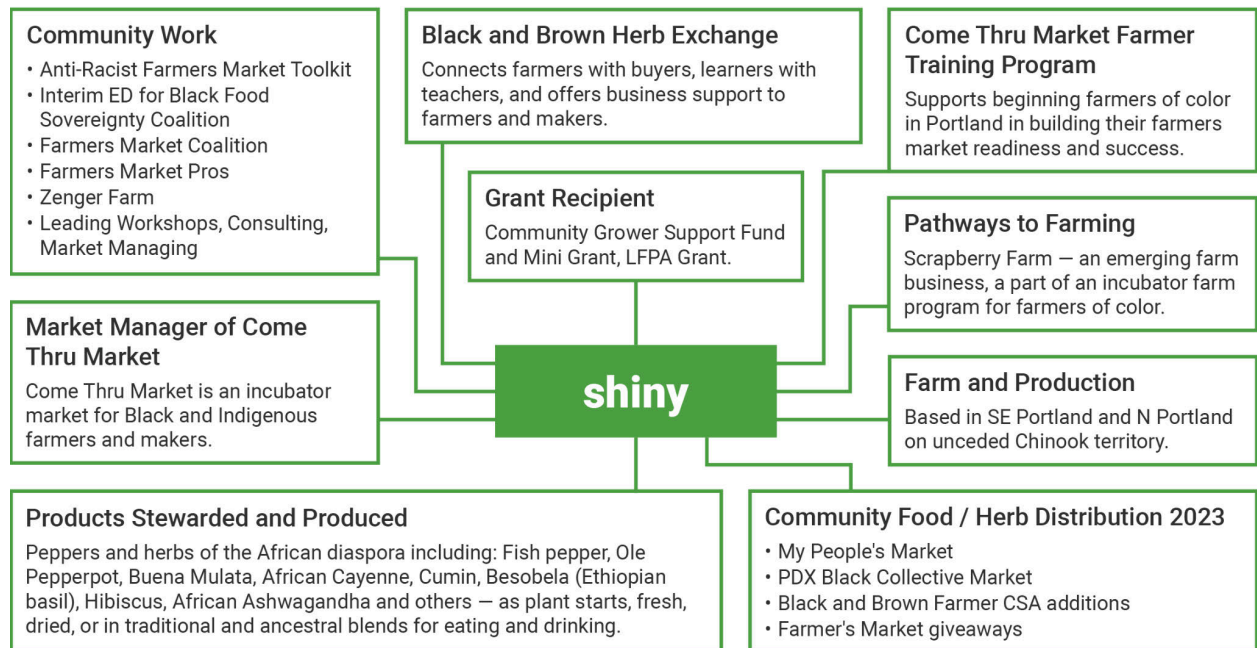 Community Work
• Anti-Racist Farmers Market Toolkit
• Interim ED for Black Food
Sovereignty Coalition
• Farmers Market Coalition
• Farmers Market Pros
• Zenger Farm
• Leading Workshops, Consulting,
Market Managing
Black and Brown Herb Exchange
Connects farmers with buyers, learners with
teachers, and offers business support to
farmers and makers.
Come Thru Market Farmer
Training Program
Supports beginning farmers of color
in Portland in building their farmers
market readiness and success.
Grant Recipient
Community Grower Support Fund
and Mini Grant, LFPA Grant.
Pathways to Farming
Scrapberry Farm — an emerging farm
business, a part of an incubator farm
program for farmers of color.
Market Manager of Come
Thru Market
Come Thru Market is an incubator
market for Black and Indigenous
farmers and makers.
shiny
Farm and Production
Based in SE Portland and N Portland
on unceded Chinook territory.
Products Stewarded and Produced
Peppers and herbs of the African diaspora including: Fish pepper, Ole
Pepperpot, Buena Mulata, African Cayenne, Cumin, Besobela (Ethiopian
basil), Hibiscus, African Ashwagandha and others — as plant starts, fresh,
dried, or in traditional and ancestral blends for eating and drinking.
Community Food / Herb Distribution 2023
• My People's Market
• PDX Black Collective Market
• Black and Brown Farmer CSA additions
• Farmer's Market giveaways